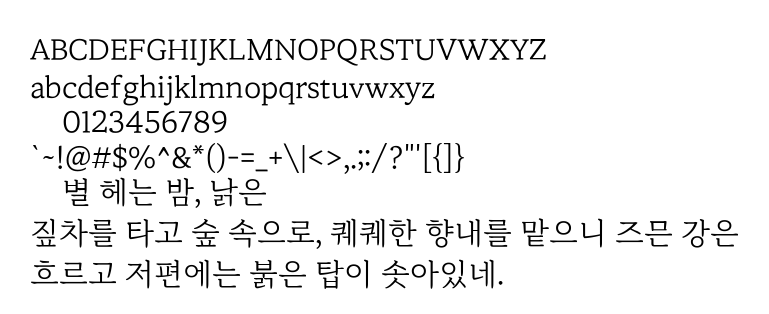 ABCDEFGHIJKLMNOPQRSTUVWXYZ
abcdefghijklmnopqrstuvwxyz
0123456789
`~!@#$%^&*()-=_+\|<>,.;:/?"'[{]}
별 헤는 밤, 낡은
짚차를 타고 숲 속으로, 퀘퀘한 향내를 맡으니 즈믄 강은
흐르고 저편에는 붉은 탑이 솟아있네.